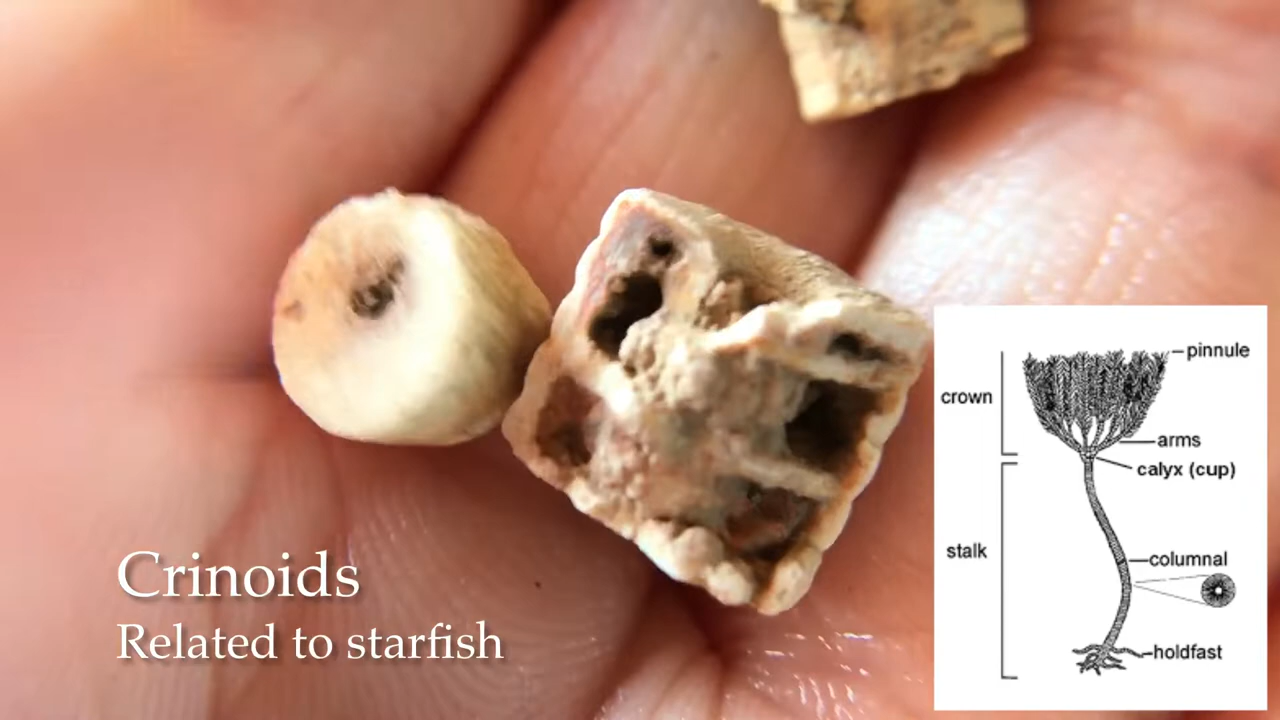 Crinoids
Related to starfish
pinnule
crown
arms
calyx (cup)
stalk
columnal
holdfast